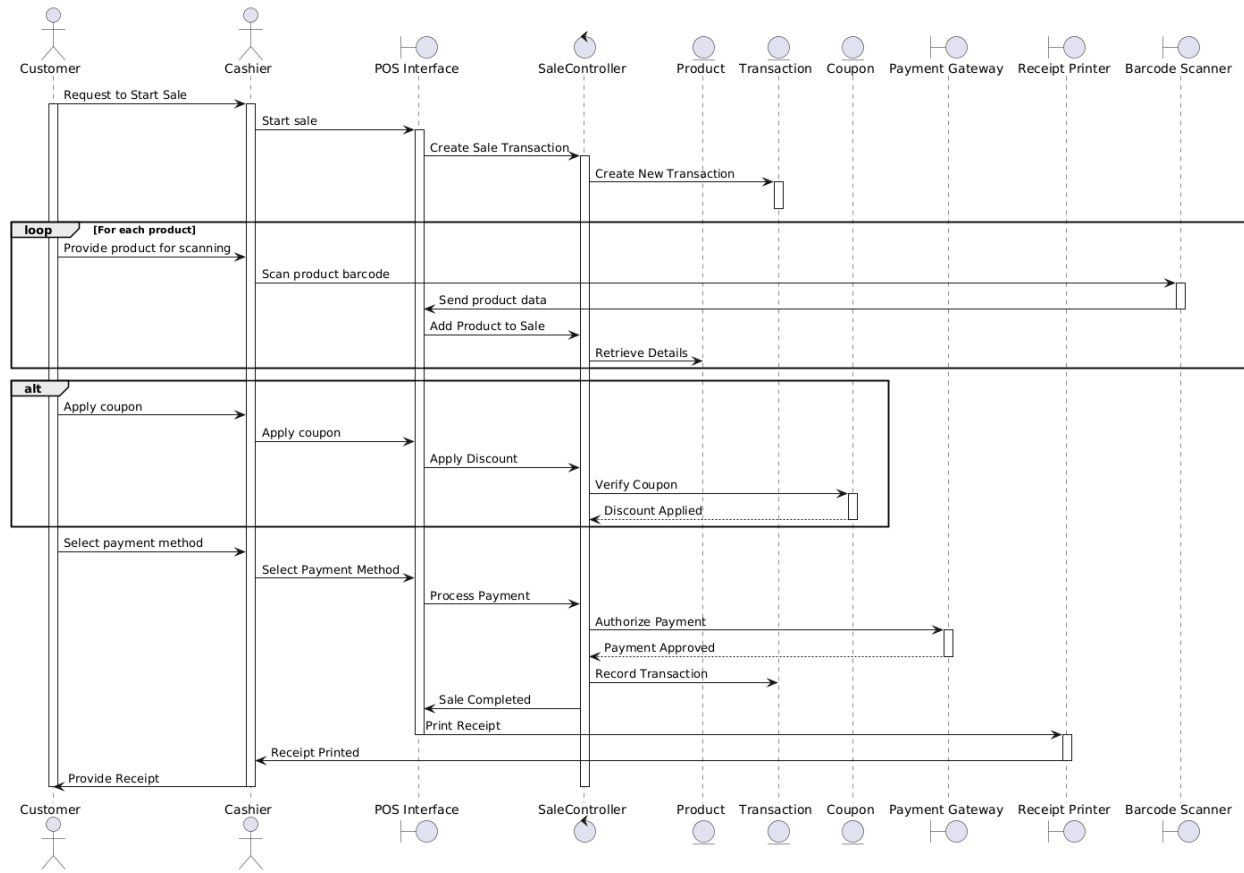 Customer
Cashier
POS Interface
SaleController
Product
Transaction
Coupon
Payment Gateway
Receipt Printer
Barcode Scanner
Request to Start Sale
Start sale
Create Sale Transaction
Create New Transaction
loop
[For each product]
Provide product for scanning
Scan product barcode
Send product data
Add Product to Sale
Retrieve Details
alt
Apply coupon
Apply coupon
Apply Discount
Verify Coupon
Discount Applied
Select payment method
Select Payment Method
Process Payment
Authorize Payment
Payment Approved
Record Transaction
Sale Completed
Print Receipt
Receipt Printed
Provide Receipt
Customer
Cashier
POS Interface
SaleController
Product
Transaction
Coupon
Payment Gateway
Receipt Printer
Barcode Scanner